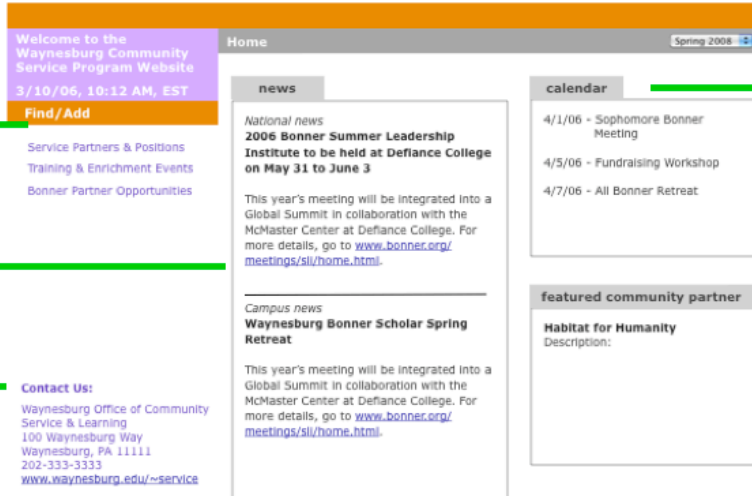 Welcome to the
Waynesburg Community
Service Program Website
3/10/06, 10:12 AM, EST
Find/Add
Service Partners & Positions
Training & Enrichment Events
Bonner Partner Opportunities
Contact Us:
Waynesburg Office of Community
Service & Learning
100 Waynesburg Way
Waynesburg, PA 11111
202-333-3333
www.waynesburg.edu/~service
Home
Spring 2008
news
National news
2006 Bonner Summer Leadership
Institute to be held at Defiance College
on May 31 to June 3
This year's meeting will be integrated into a
Global Summit in collaboration with the
McMaster Center at Defiance College. For
more details, go to www.bonner.org/
meetings/sli/home.html.
Campus news
Waynesburg Bonner Scholar Spring
Retreat
This year's meeting will be integrated into a
Global Summit in collaboration with the
McMaster Center at Defiance College. For
more details, go to www.bonner.org/
meetings/sli/home.html.
calendar
4/1/06 - Sophomore Bonner
Meeting
4/5/06 - Fundraising Workshop
4/7/06 - All Bonner Retreat
featured community partner
Habitat for Humanity
Description: